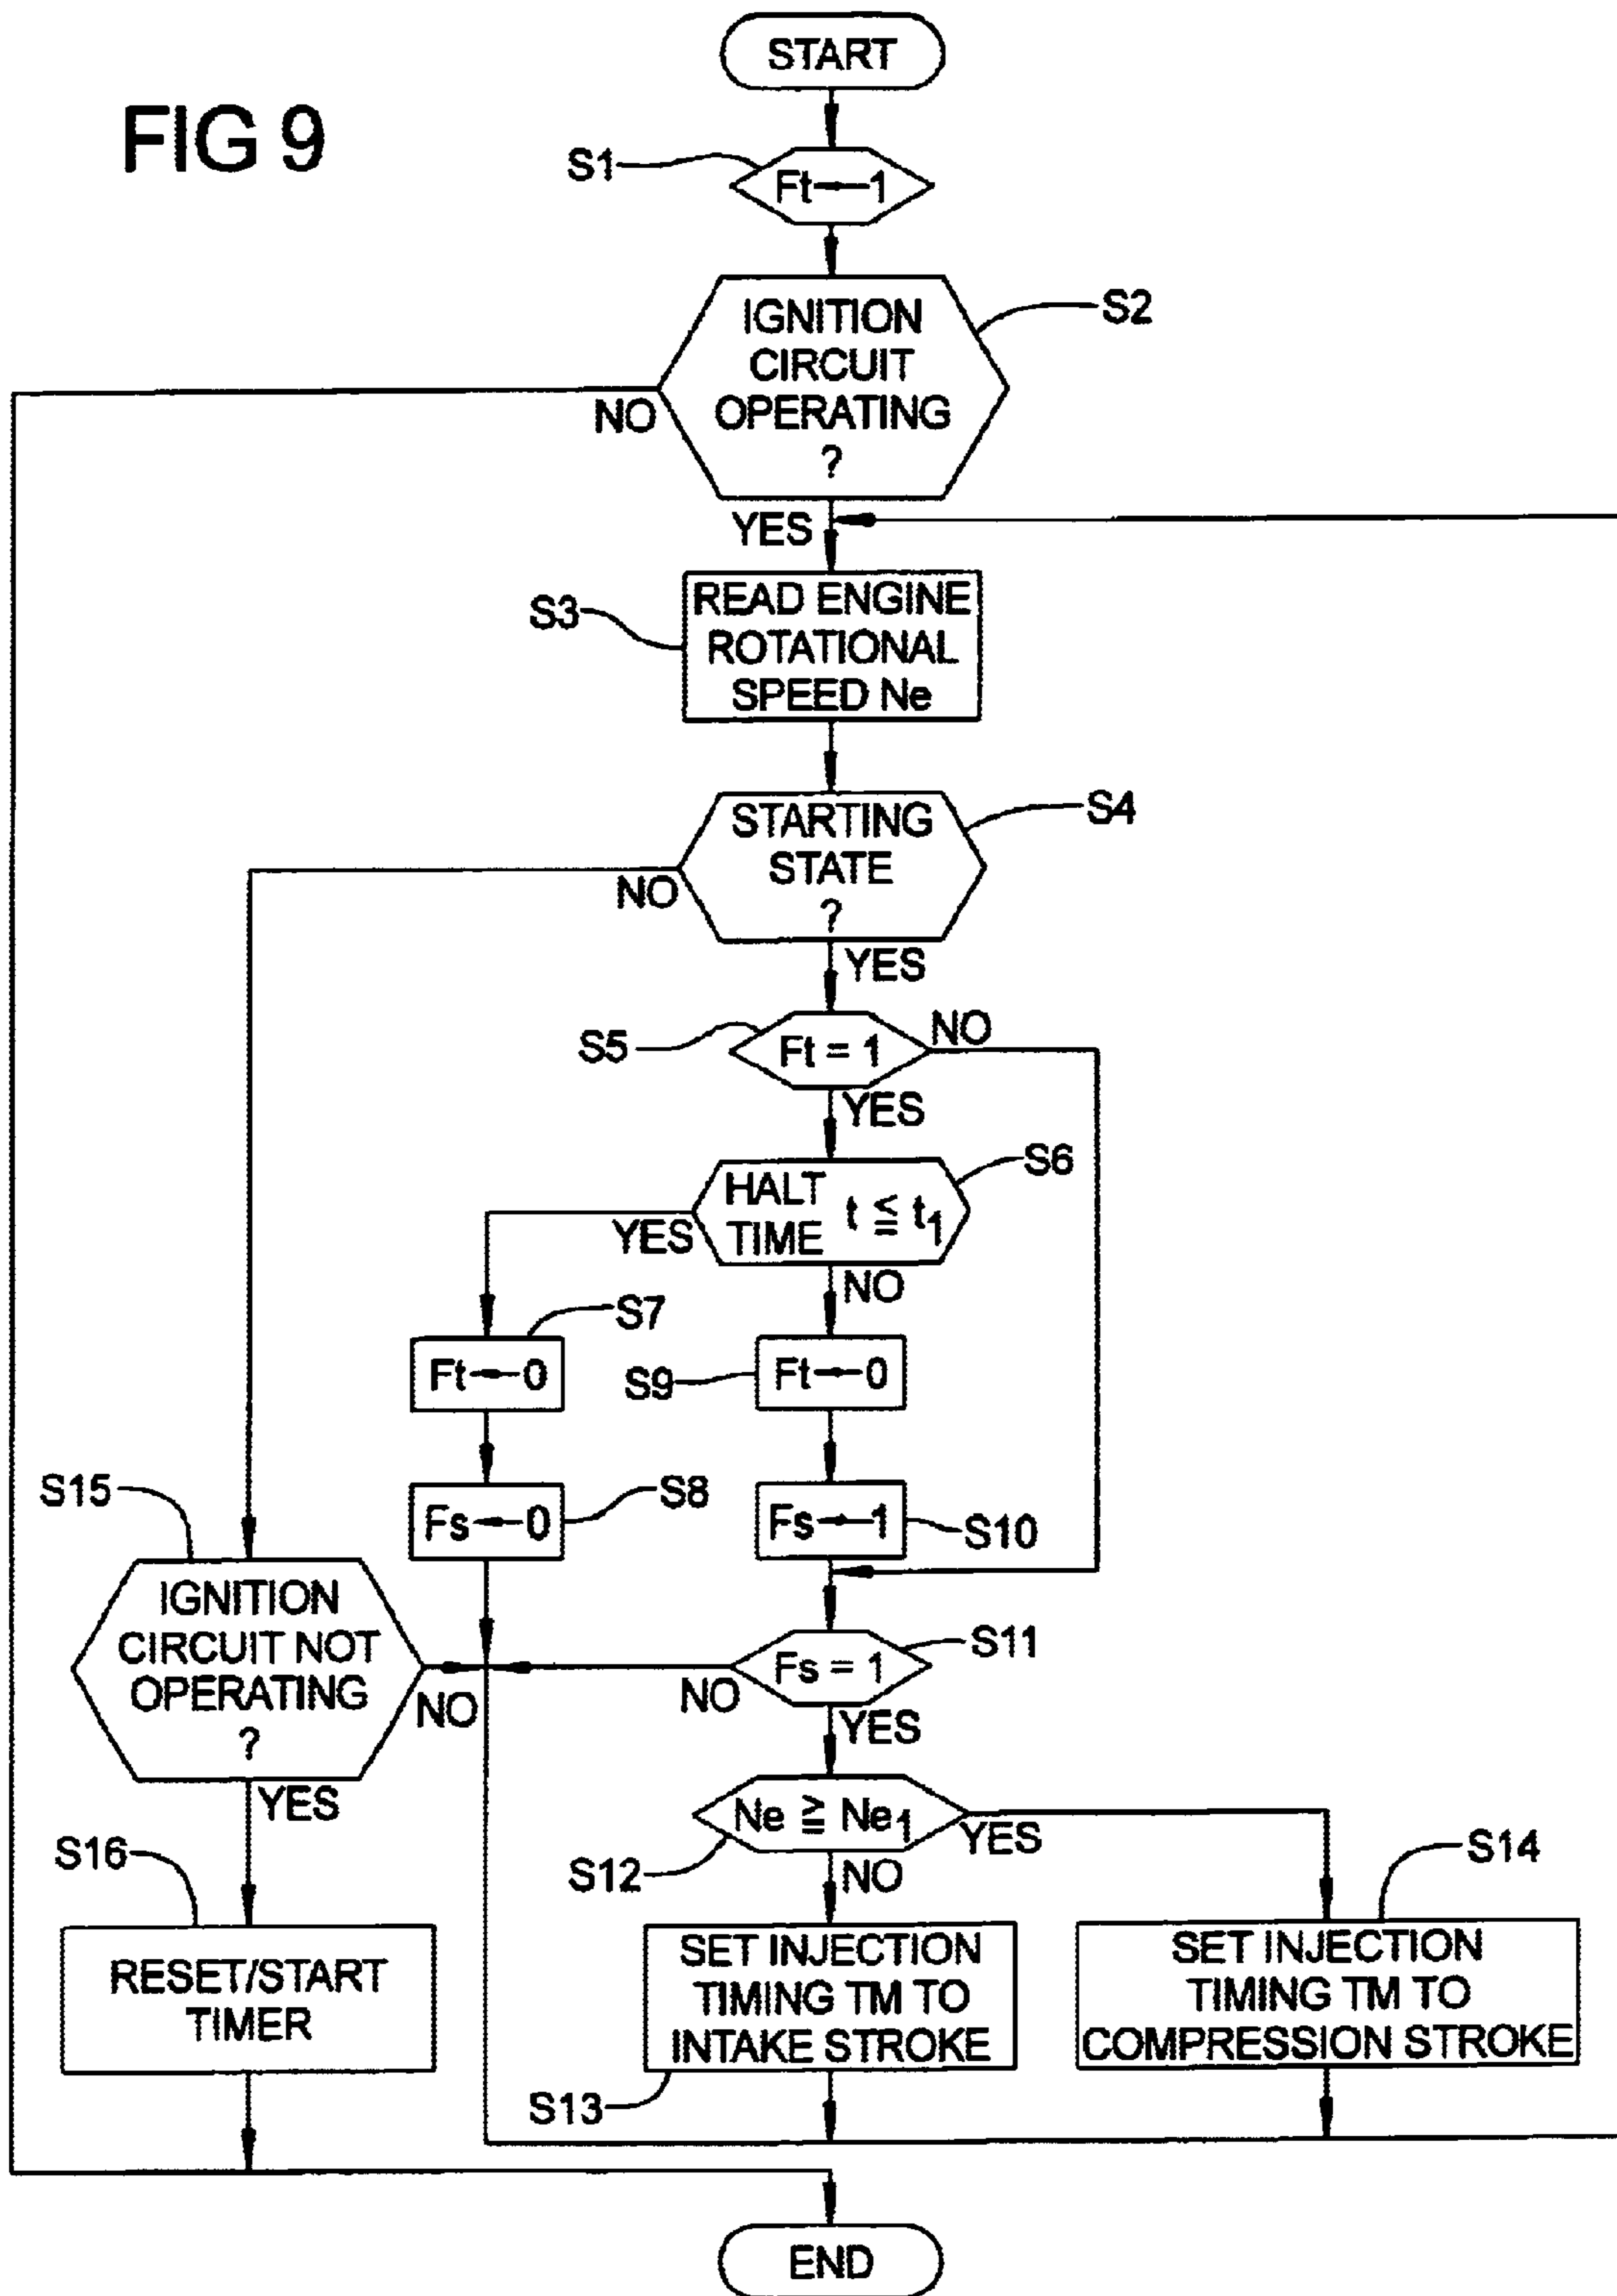 FIG 9
START
S1
Ft←1
S2
IGNITION
CIRCUIT
OPERATING
?
NO
YES
S3
READ ENGINE
ROTATIONAL
SPEED Ne
S4
STARTING
STATE
?
NO
YES
S5
Ft = 1
NO
YES
S6
HALT
TIME
t ≦ t1
YES
NO
S7
Ft←0
S9
Ft←0
S8
Fs←0
S10
Fs←1
S15
IGNITION
CIRCUIT NOT
OPERATING
?
NO
YES
S11
Fs = 1
NO
YES
S12
Ne ≧ Ne1
YES
NO
S16
RESET/START
TIMER
S13
SET INJECTION
TIMING TM TO
INTAKE STROKE
S14
SET INJECTION
TIMING TM TO
COMPRESSION STROKE
END